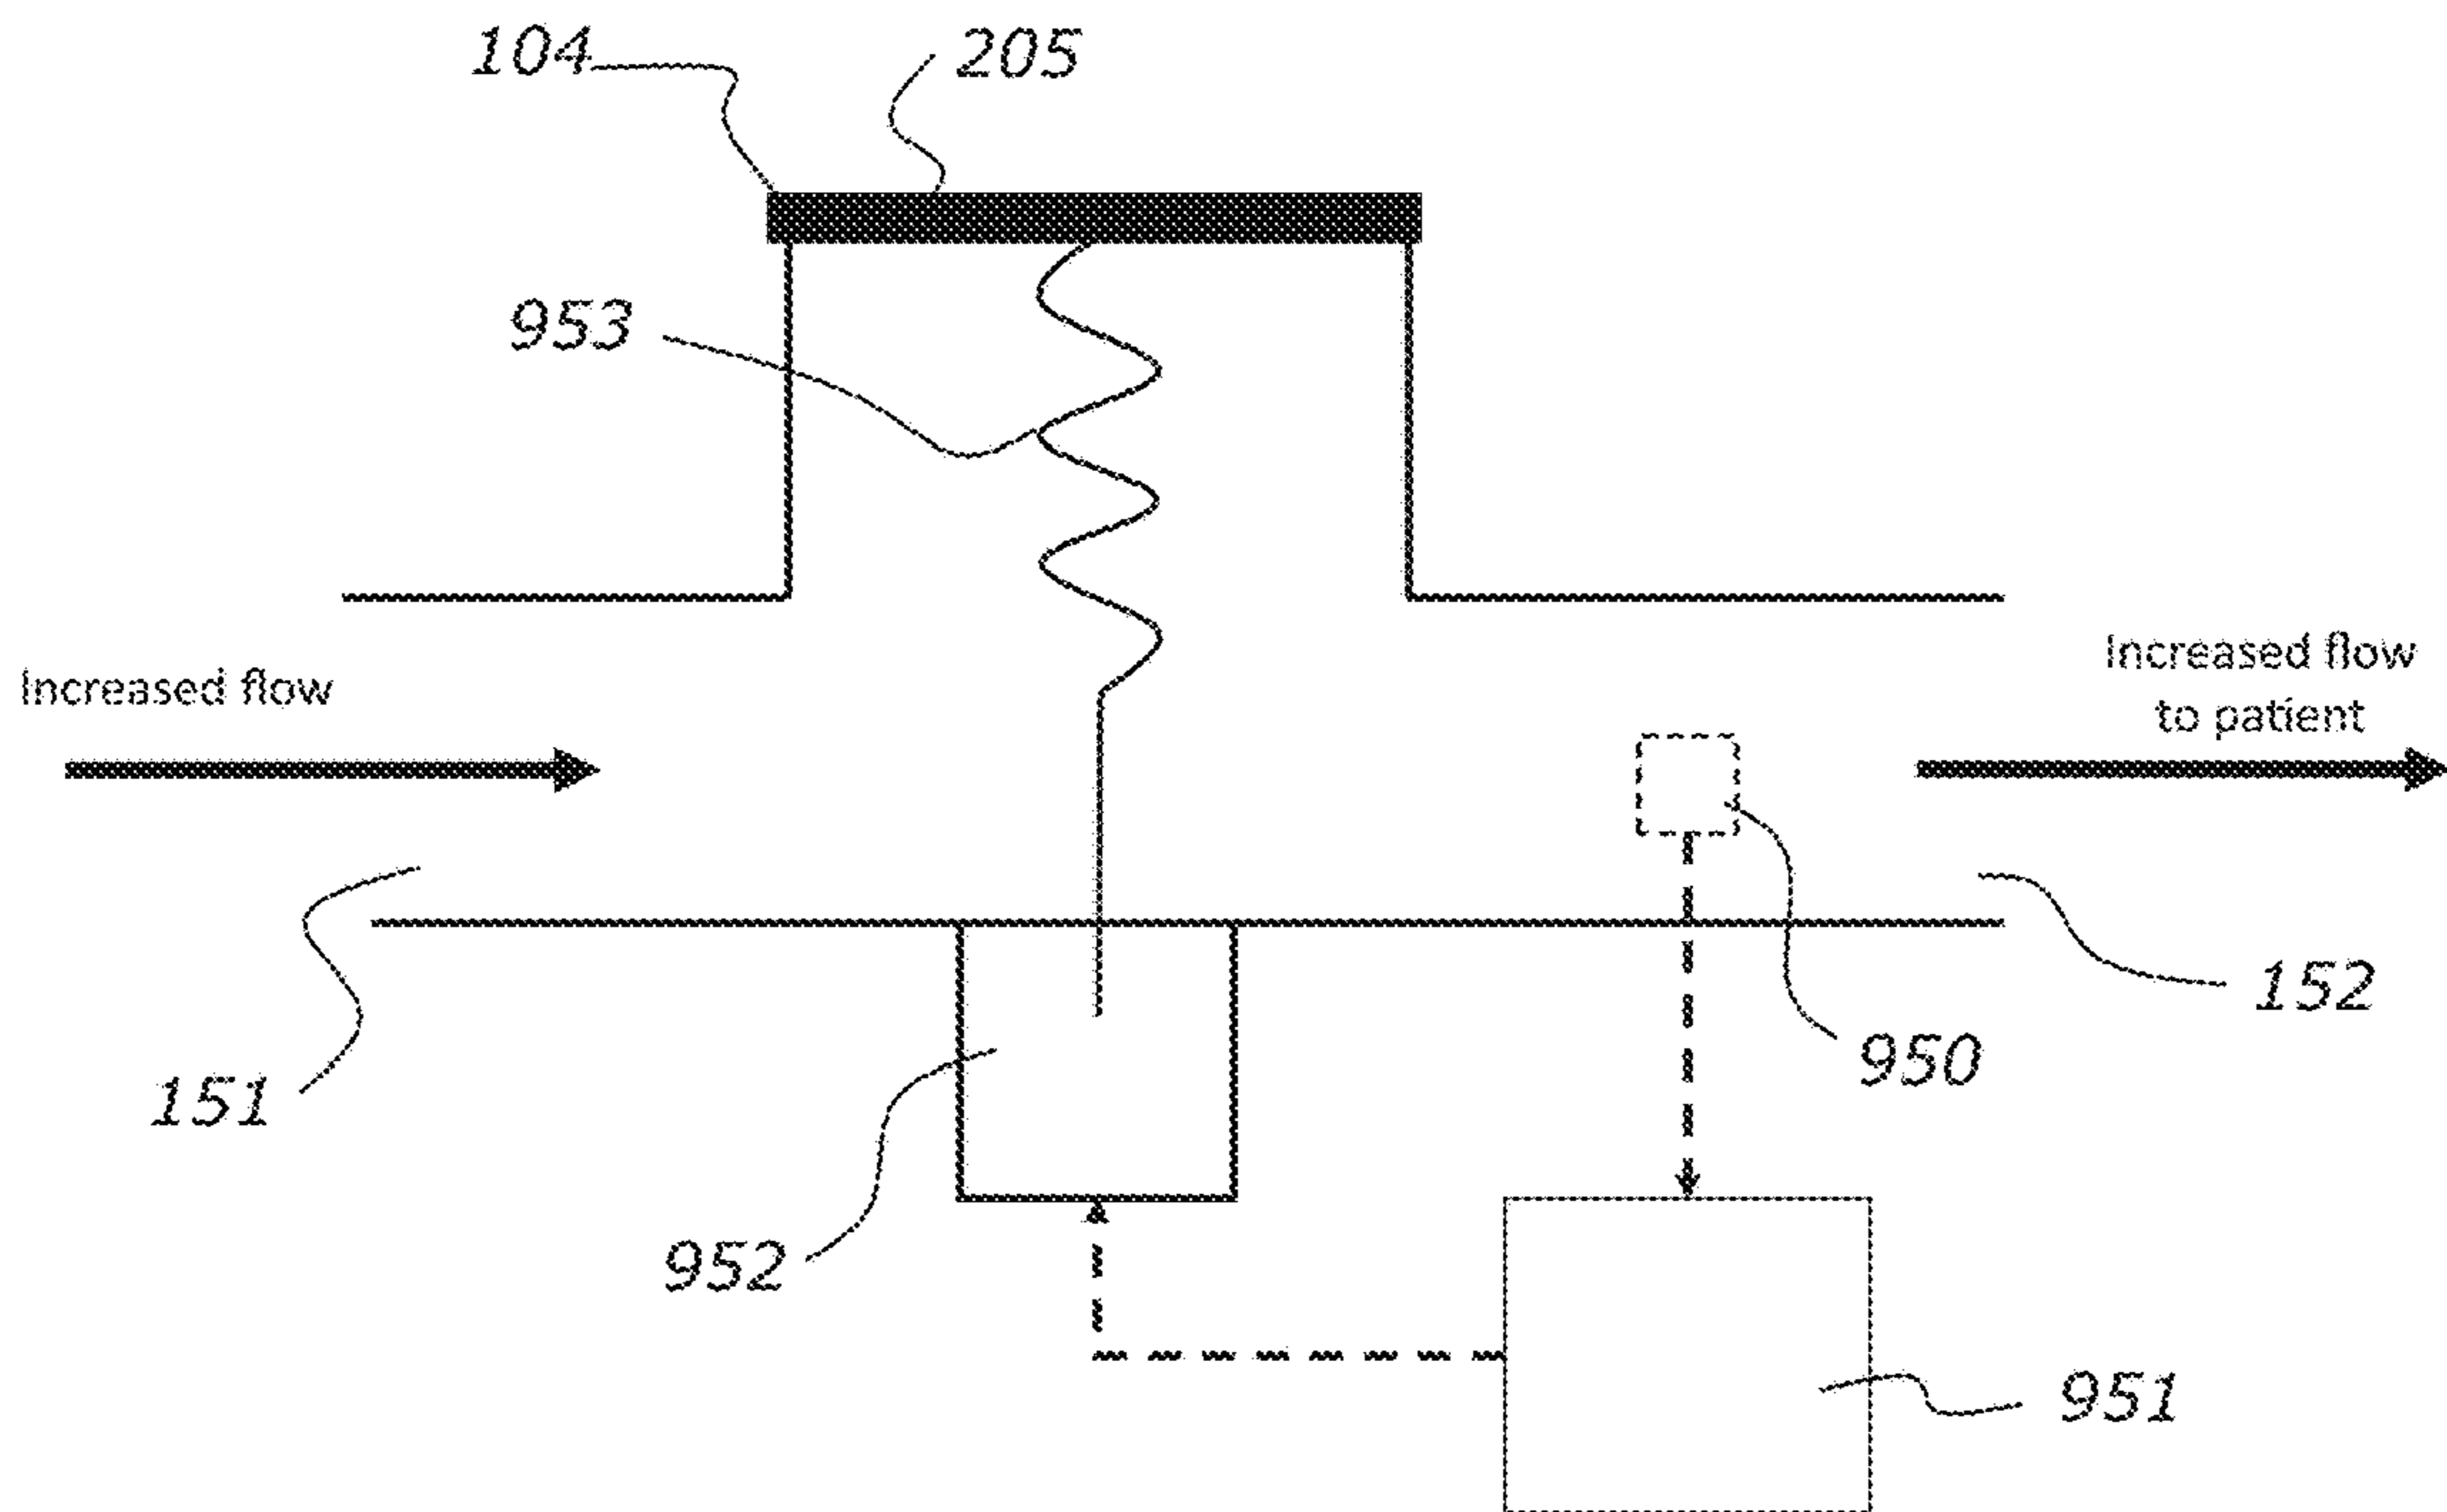 104
205
953
Increased flow
Increased flow
to patient
151
152
950
952
951